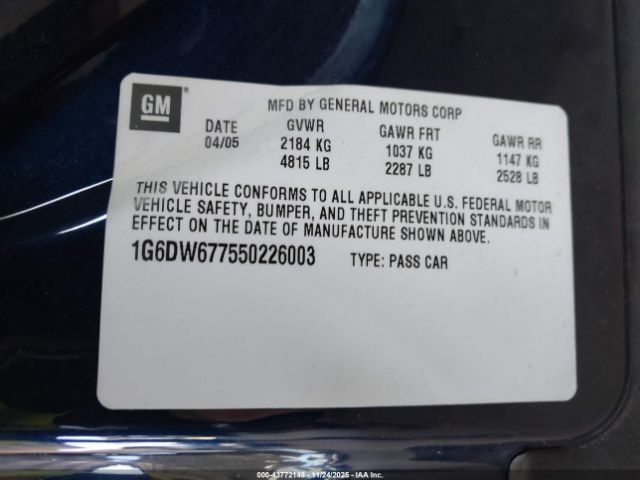 GM
MFD BY GENERAL MOTORS CORP
DATE GVWR GAWR FRT GAWR RR
04/05 2184 KG 1037 KG 1147 KG
4815 LB 2287 LB 2528 LB
THIS VEHICLE CONFORMS TO ALL APPLICABLE U.S. FEDERAL MOTOR
VEHICLE SAFETY, BUMPER, AND THEFT PREVENTION STANDARDS IN
EFFECT ON THE DATE OF MANUFACTURE SHOWN ABOVE.
1G6DW677550226003 TYPE: PASS CAR
000-43772148 - 11/24/2025 - IAAI.com